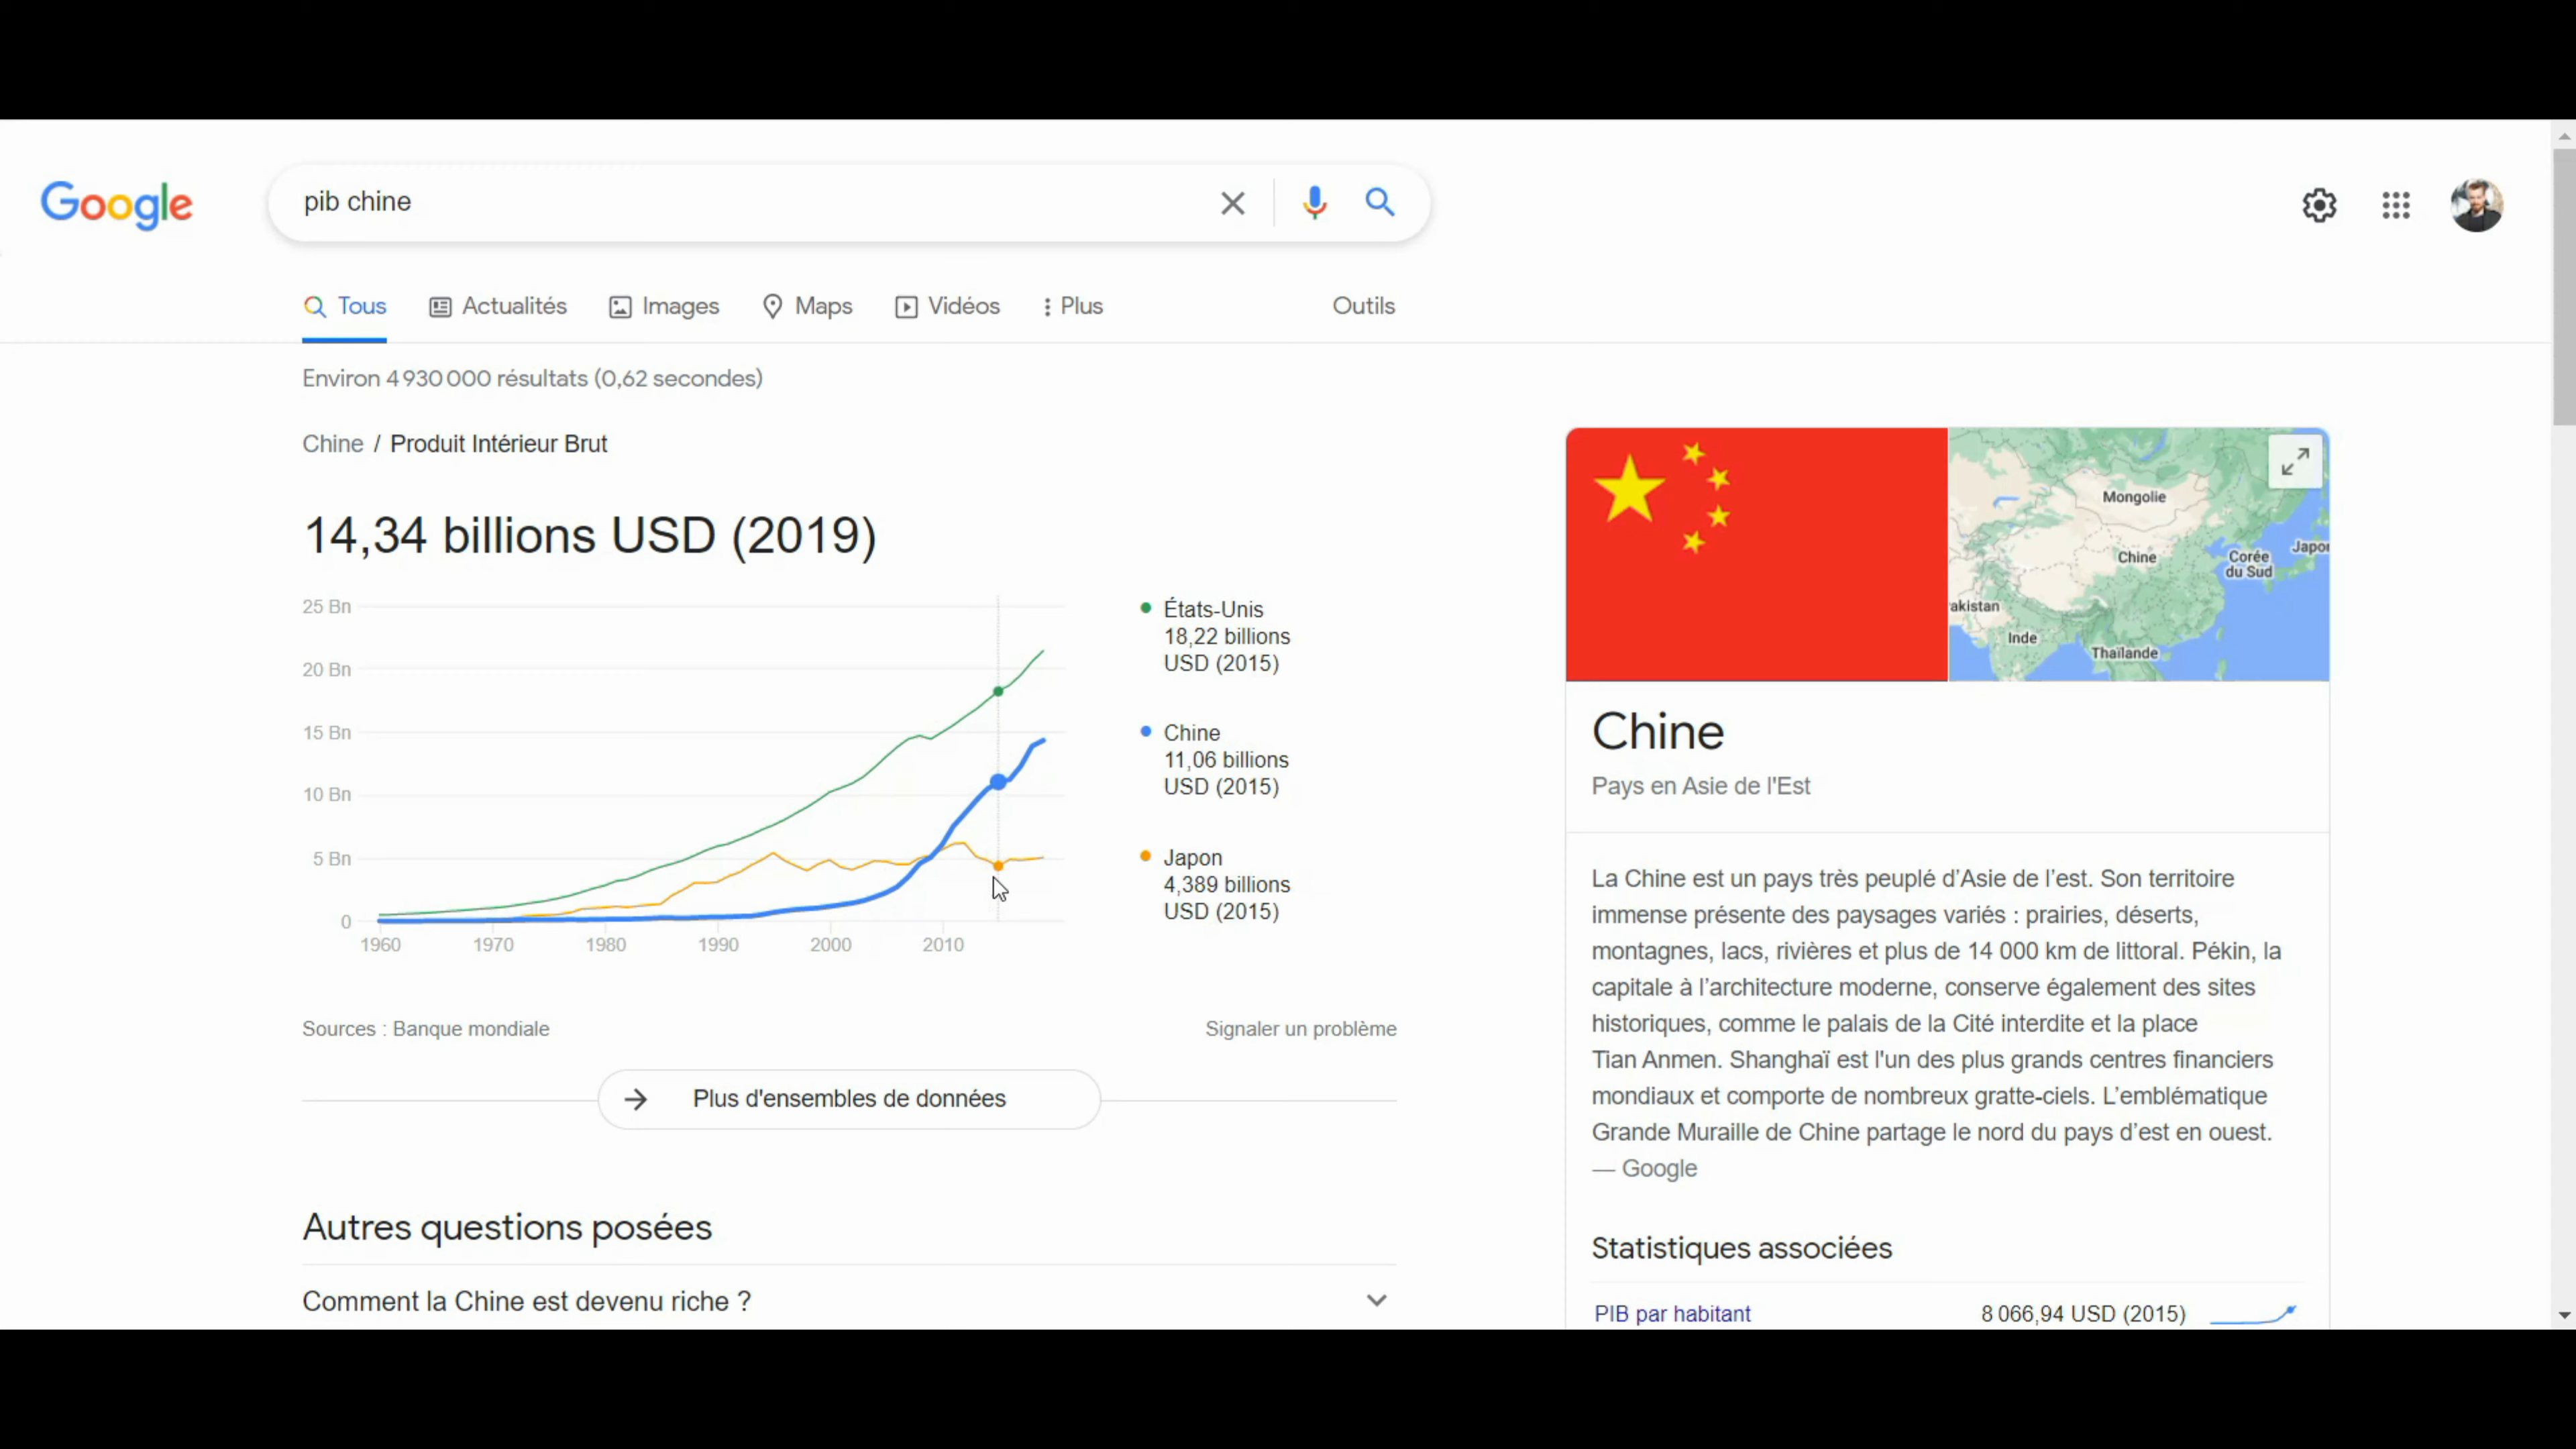 Google
pib chine
Tous
Actualités
Images
Maps
Vidéos
Plus
Outils
Environ 4 930 000 résultats (0,62 secondes)
Chine / Produit Intérieur Brut
14,34 billions USD (2019)
25 Bn
20 Bn
15 Bn
10 Bn
5 Bn
0
1960
1970
1980
1990
2000
2010
États-Unis
18,22 billions
USD (2015)
Chine
11,06 billions
USD (2015)
Japon
4,389 billions
USD (2015)
Sources : Banque mondiale
Signaler un problème
Plus d'ensembles de données
Autres questions posées
Comment la Chine est devenu riche ?
Mongolie
Chine
Corée
du Sud
Japon
akistan
Inde
Thaïlande
Chine
Pays en Asie de l'Est
La Chine est un pays très peuplé d’Asie de l’est. Son territoire
immense présente des paysages variés : prairies, déserts,
montagnes, lacs, rivières et plus de 14 000 km de littoral. Pékin, la
capitale à l’architecture moderne, conserve également des sites
historiques, comme le palais de la Cité interdite et la place
Tian Anmen. Shanghaï est l'un des plus grands centres financiers
mondiaux et comporte de nombreux gratte-ciels. L’emblématique
Grande Muraille de Chine partage le nord du pays d’est en ouest.
— Google
Statistiques associées
PIB par habitant
8 066,94 USD (2015)